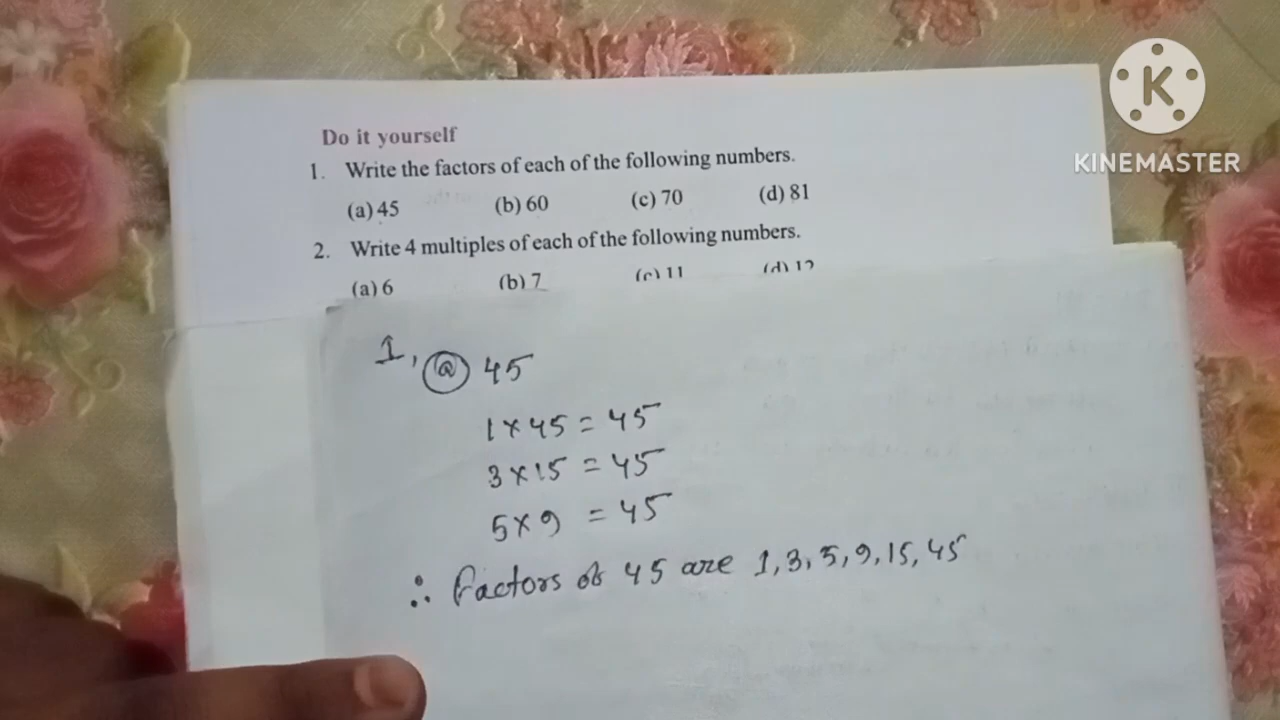 K
KINEMASTER
Do it yourself
1. Write the factors of each of the following numbers.
(a) 45 (b) 60 (c) 70 (d) 81
2. Write 4 multiples of each of the following numbers.
(a) 6 (b) 7 (c) 11 (d) 12
1, (a) 45
1 × 45 = 45
3 × 15 = 45
5 × 9 = 45
∴ Factors of 45 are 1, 3, 5, 9, 15, 45